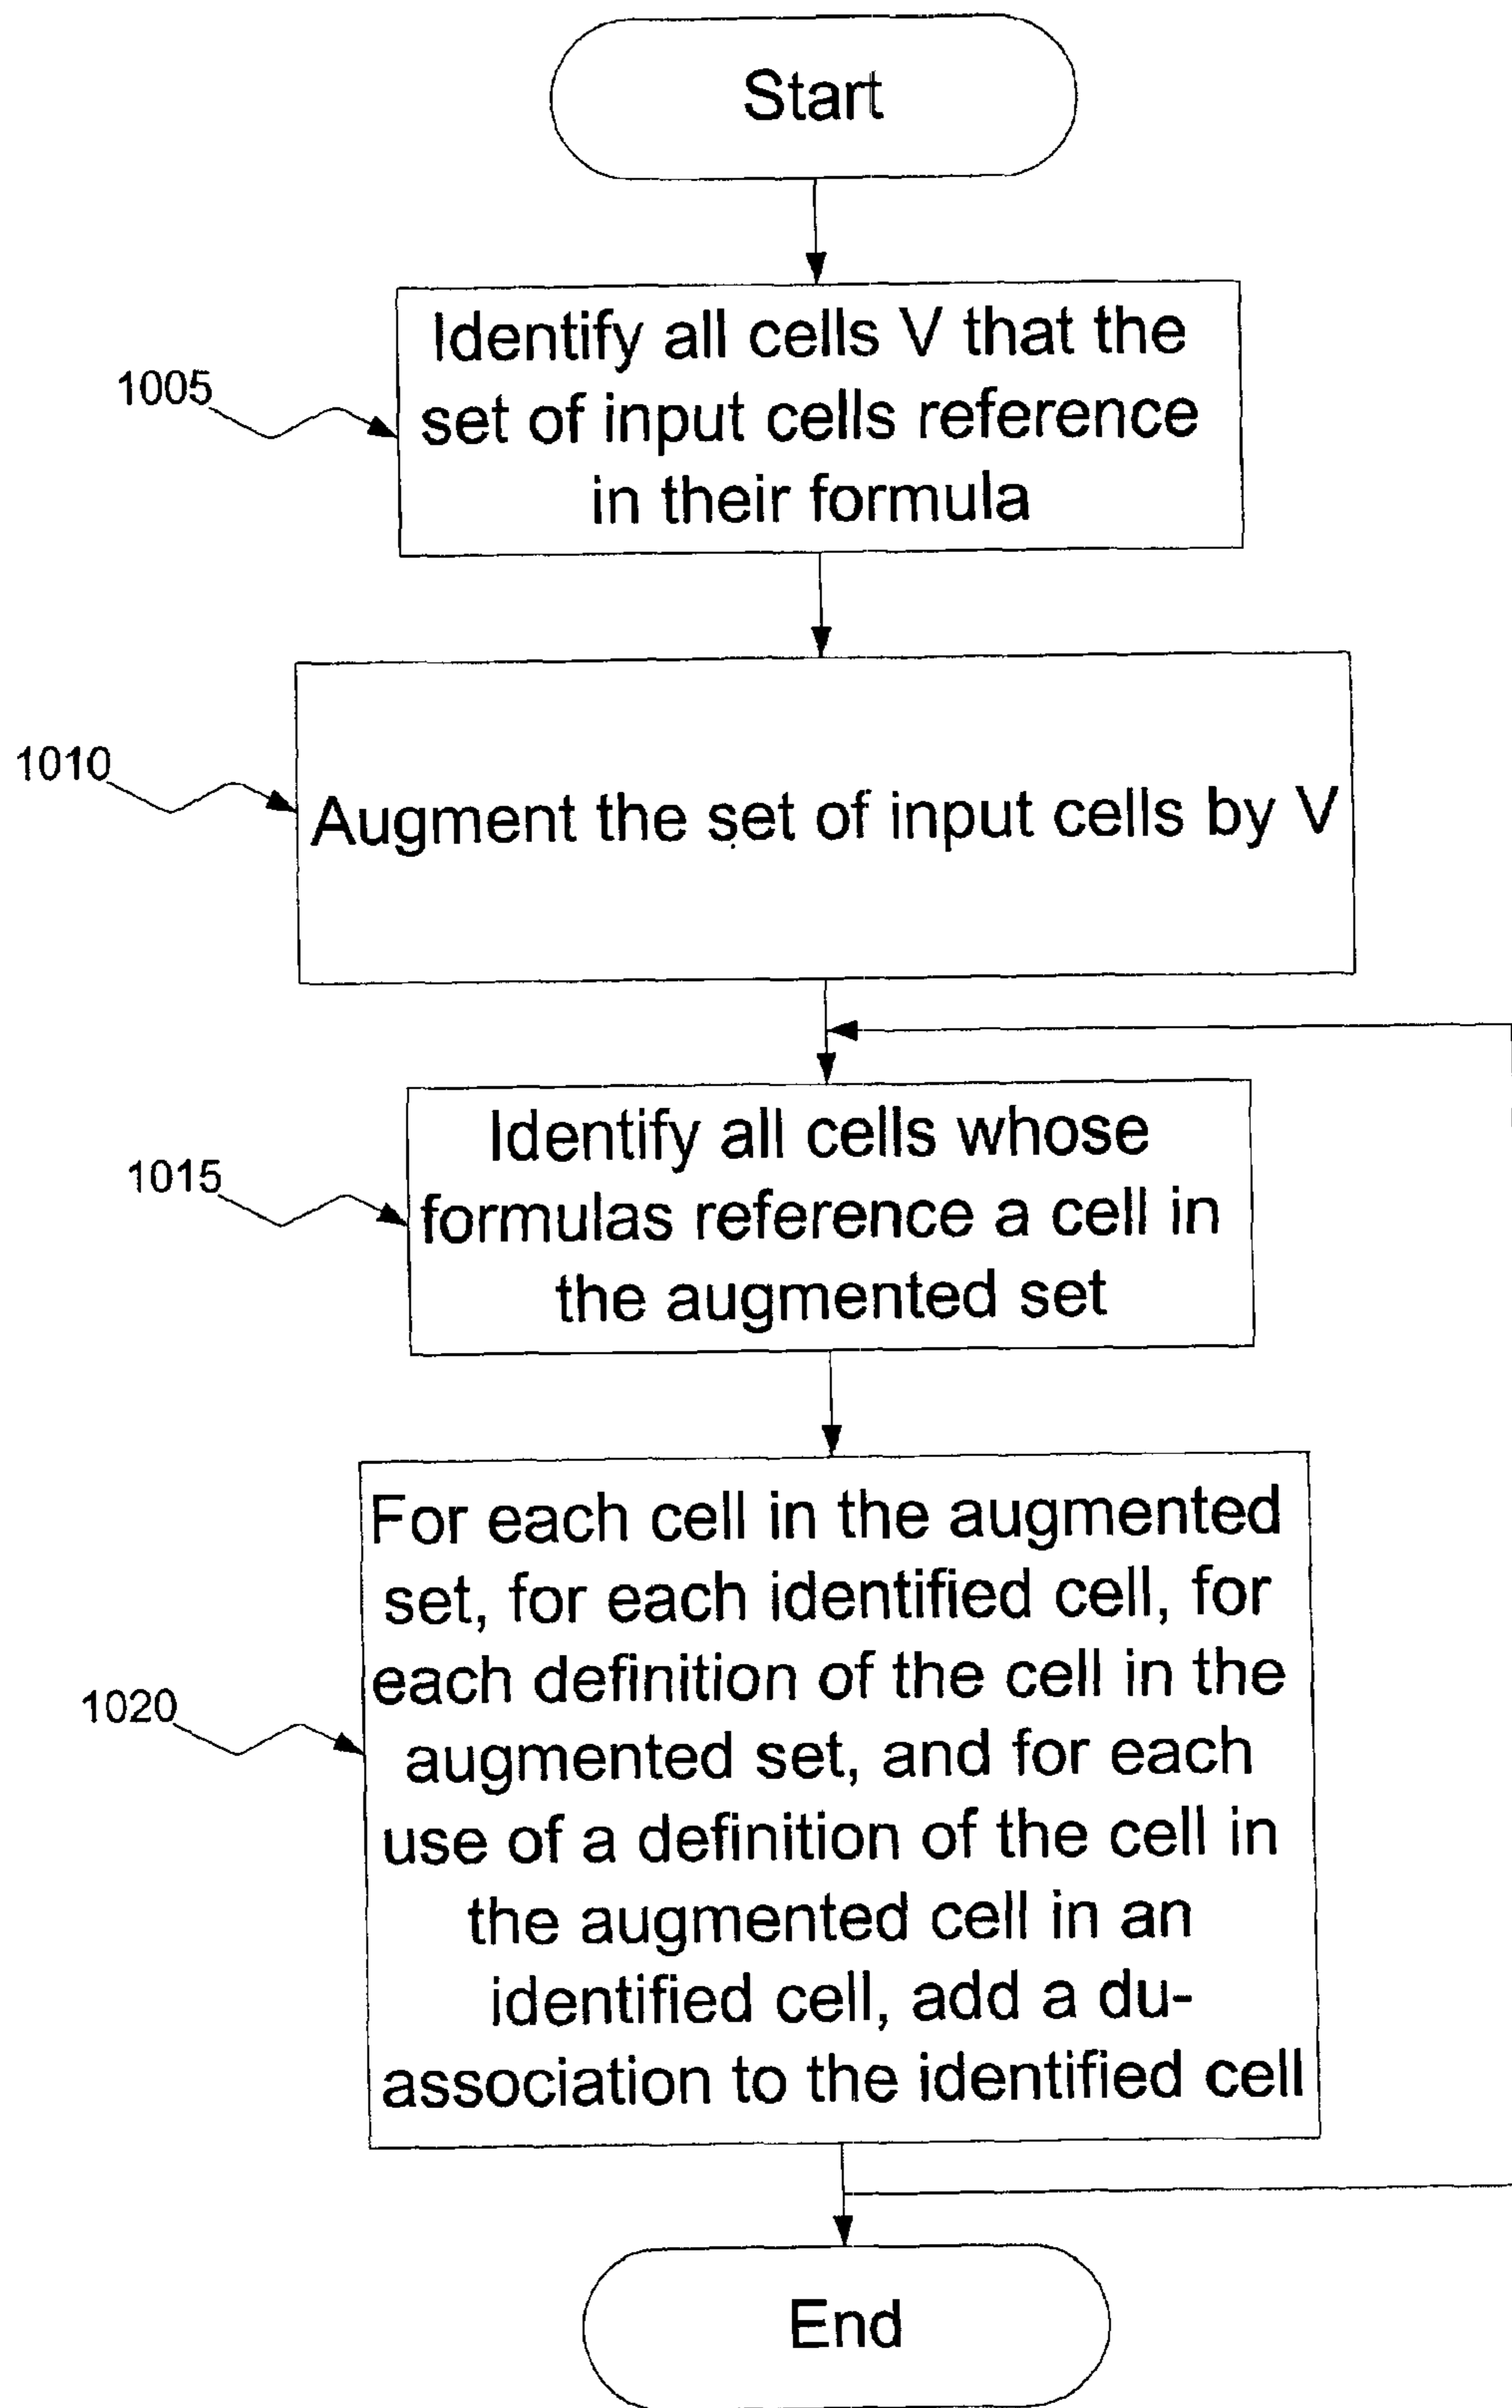 Start
1005
Identify all cells V that the
set of input cells reference
in their formula
1010
Augment the set of input cells by V
1015
Identify all cells whose
formulas reference a cell in
the augmented set
1020
For each cell in the augmented
set, for each identified cell, for
each definition of the cell in the
augmented set, and for each
use of a definition of the cell in
the augmented cell in an
identified cell, add a du-
association to the identified cell
End